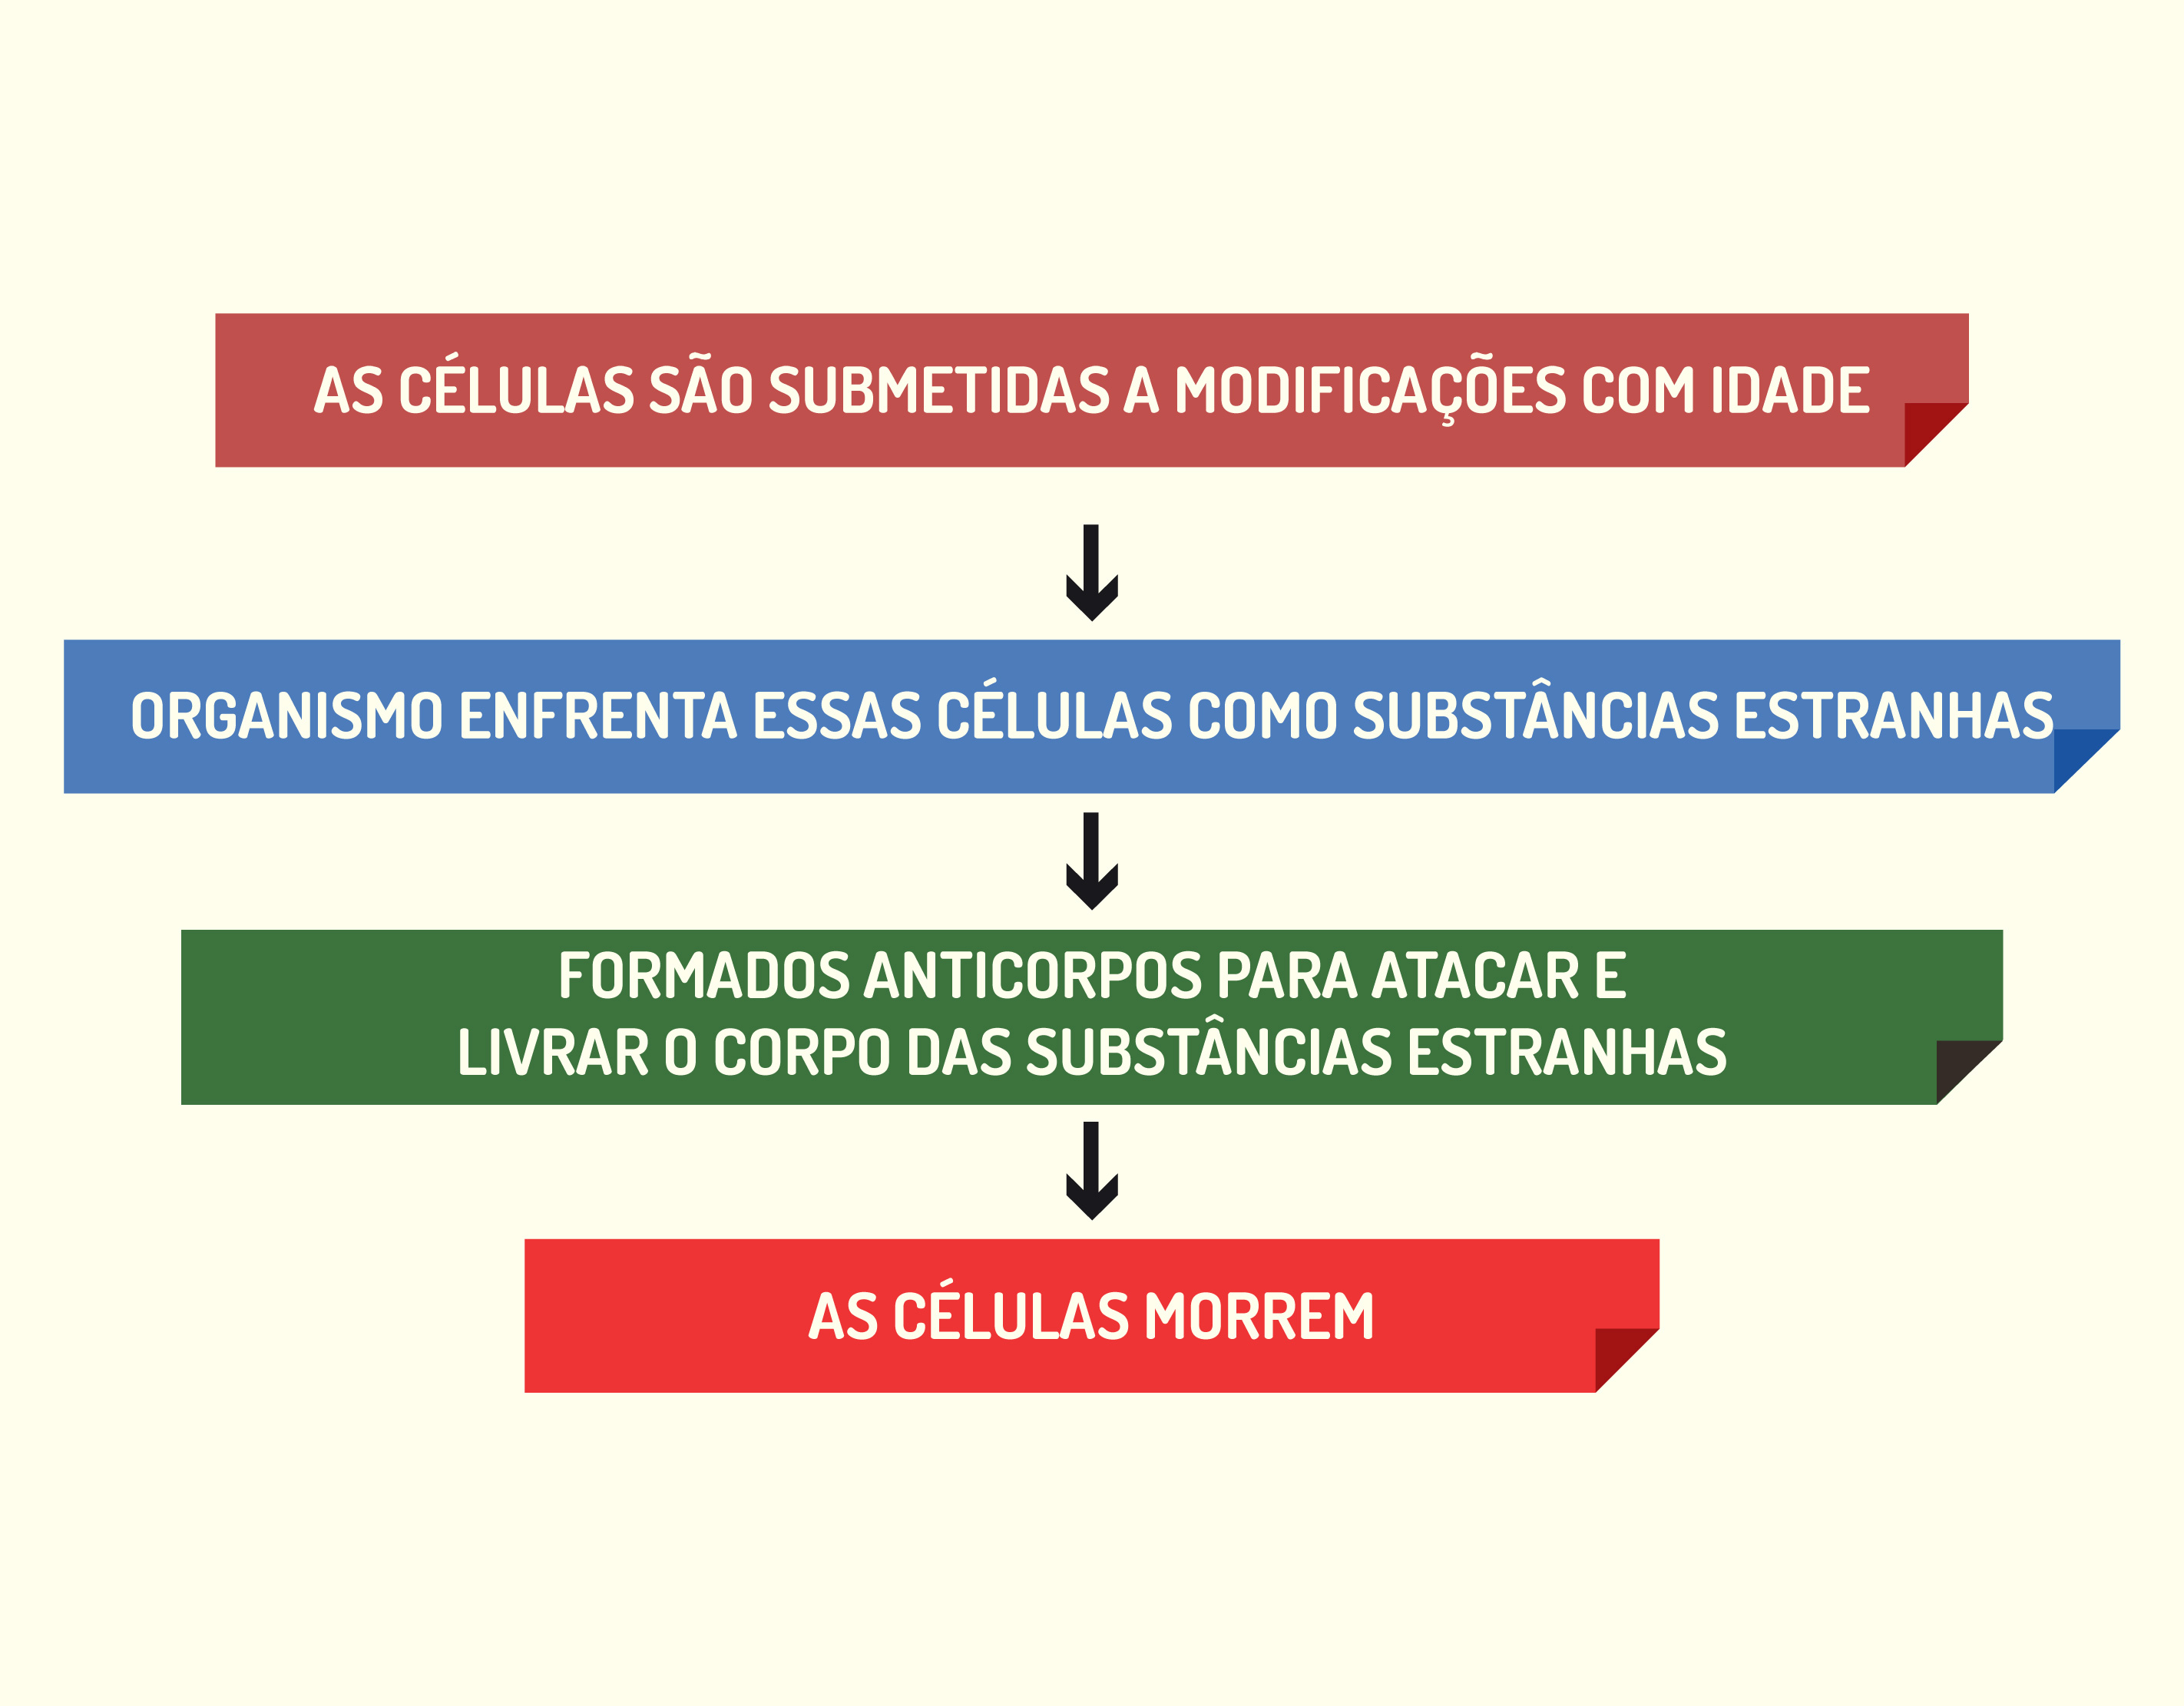 AS CÉLULAS SÃO SUBMETIDAS A MODIFICAÇÕES COM IDADE
ORGANISMO ENFRENTA ESSAS CÉLULAS COMO SUBSTÂNCIAS ESTRANHAS
FORMADOS ANTICORPOS PARA ATACAR E
LIVRAR O CORPO DAS SUBSTÂNCIAS ESTRANHAS
AS CÉLULAS MORREM